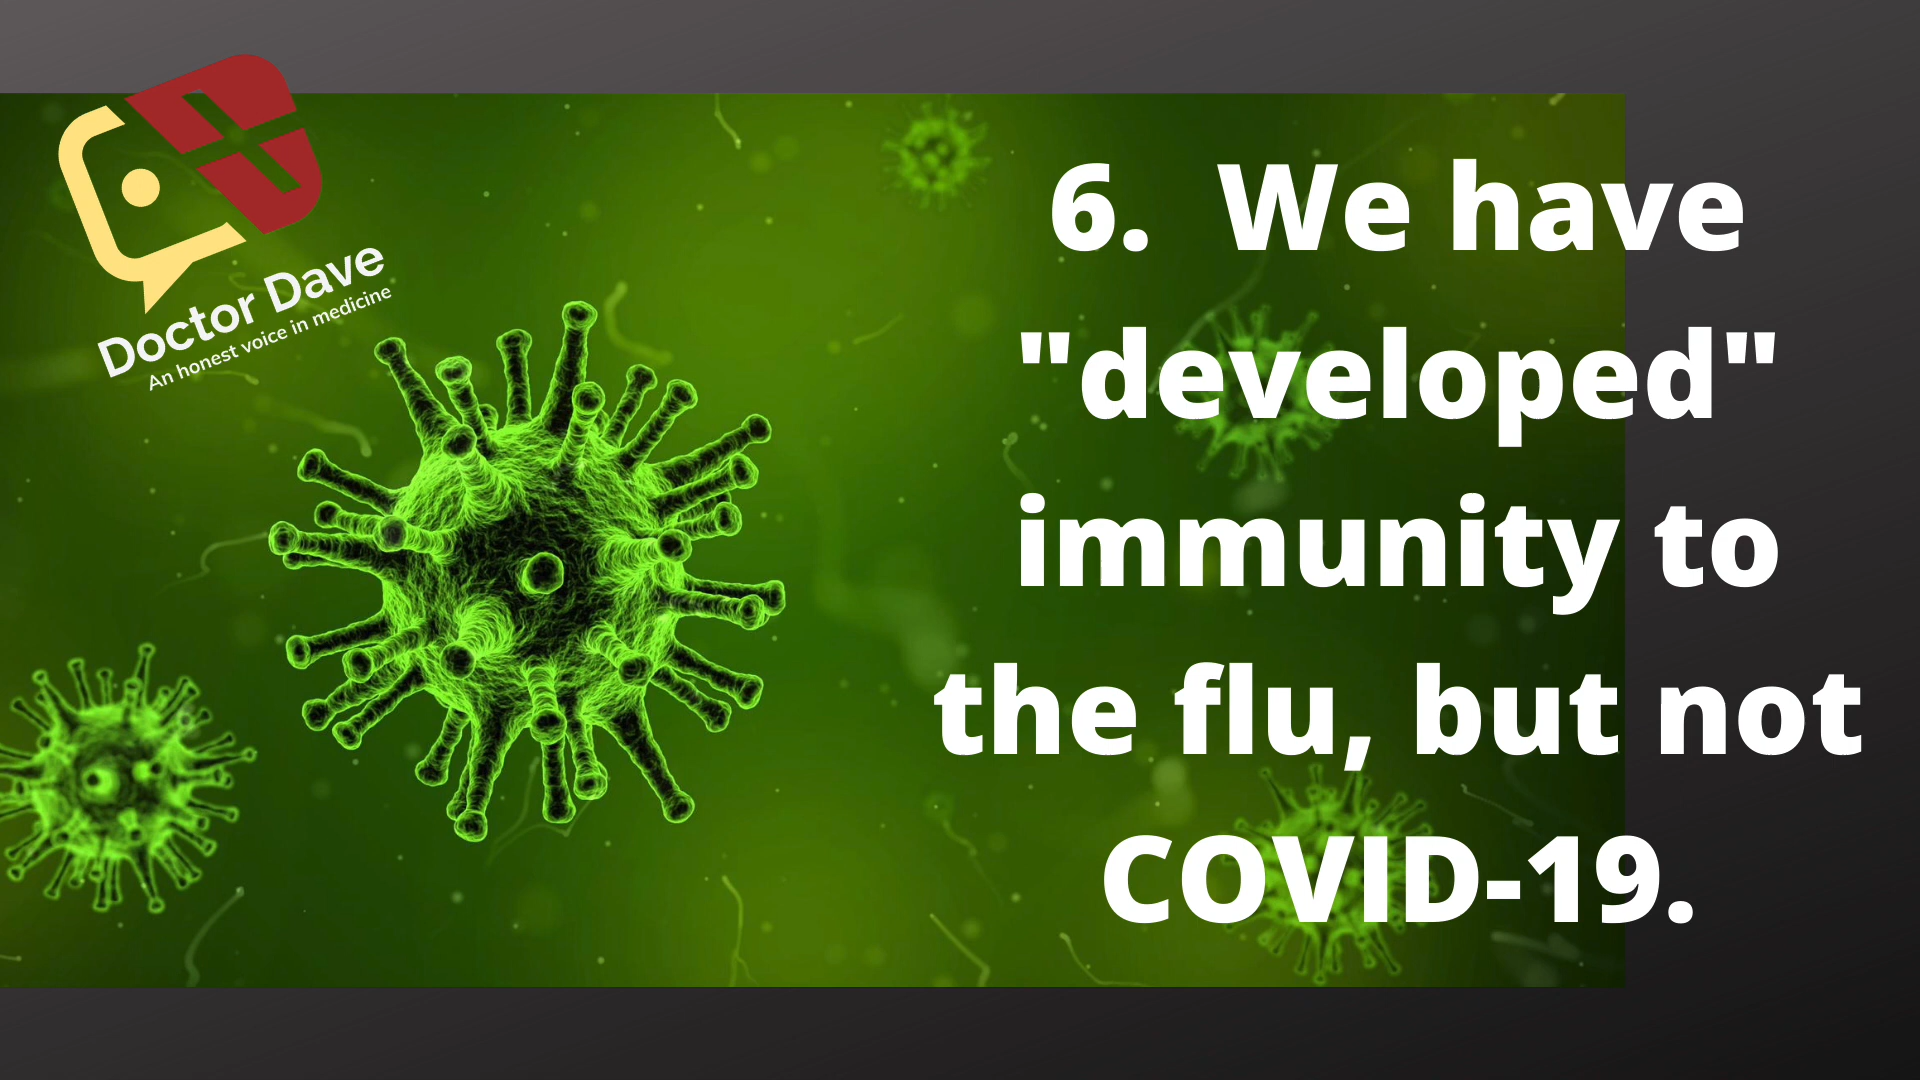 Doctor Dave
An honest voice in medicine
6. We have
"developed"
immunity to
the flu, but not
COVID-19.